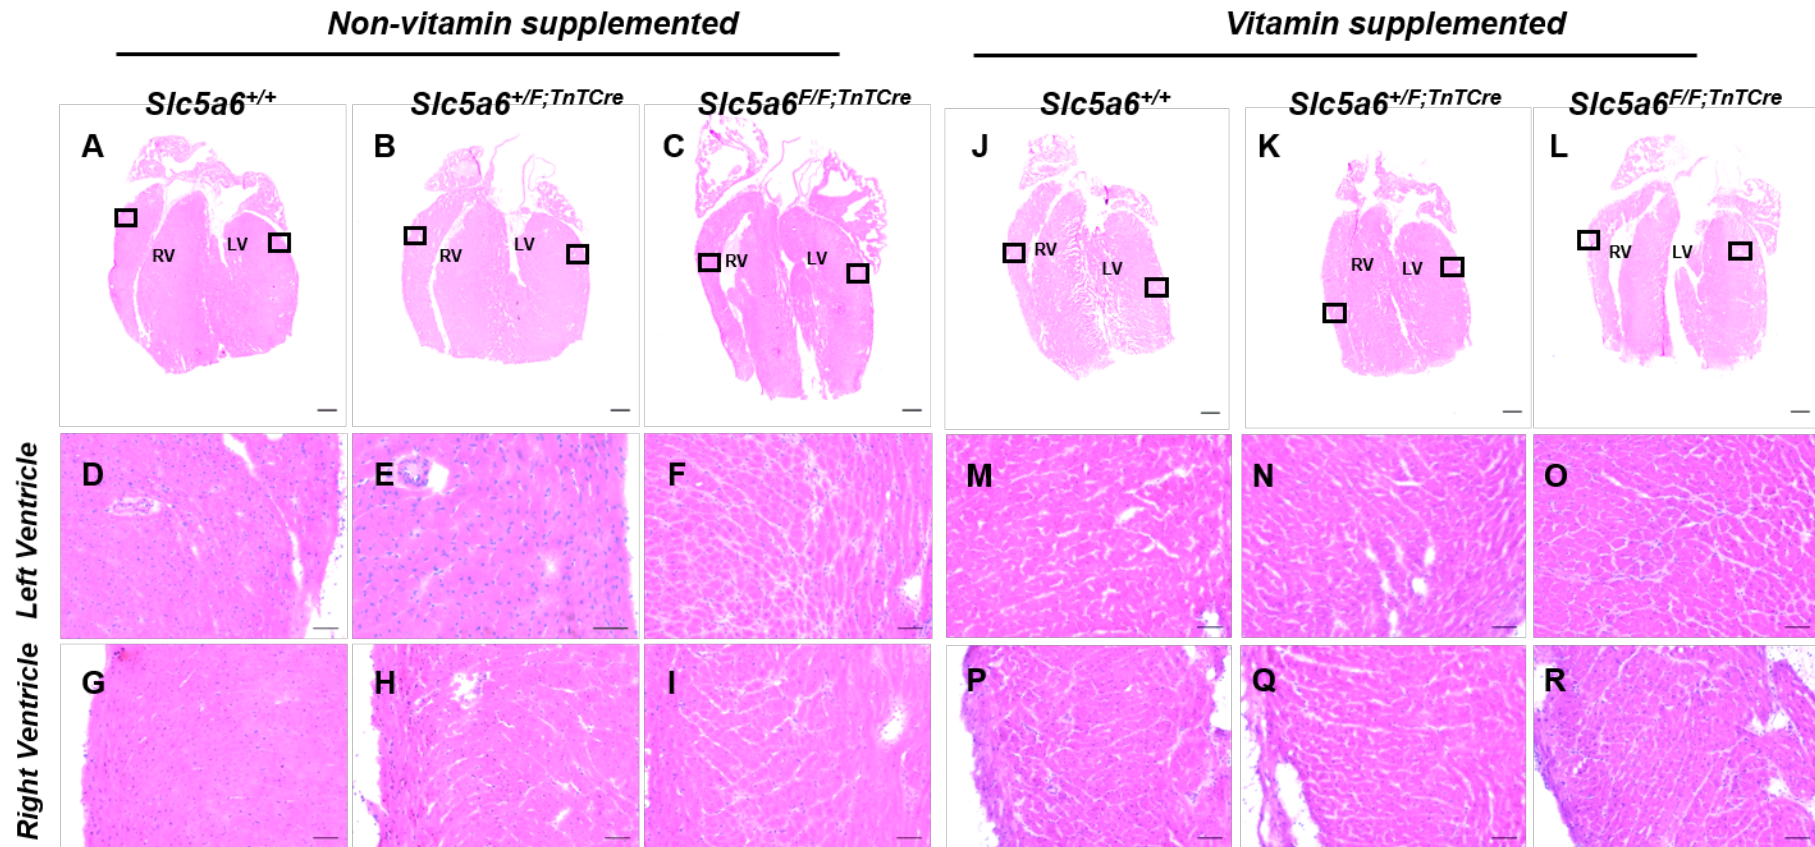 Non-vitamin supplemented
Vitamin supplemented
Slc5a6+/+
Slc5a6+/F;TnTCre
Slc5a6F/F;TnTCre
Slc5a6+/+
Slc5a6+/F;TnTCre
Slc5a6F/F;TnTCre
A
RV
LV
B
RV
LV
C
RV
LV
J
RV
LV
K
RV
LV
L
RV
LV
Left Ventricle
D
E
F
M
N
O
Right Ventricle
G
H
I
P
Q
R